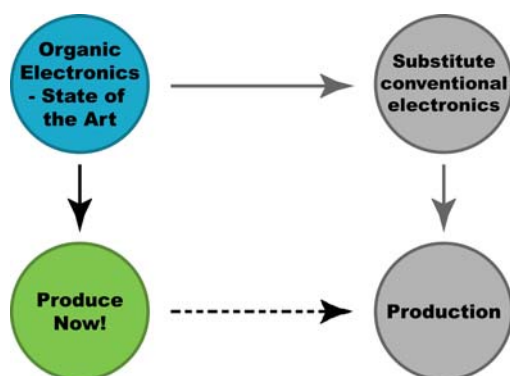 Organic
Electronics
- State of
the Art
Substitute
conventional
electronics
Produce
Now!
Production